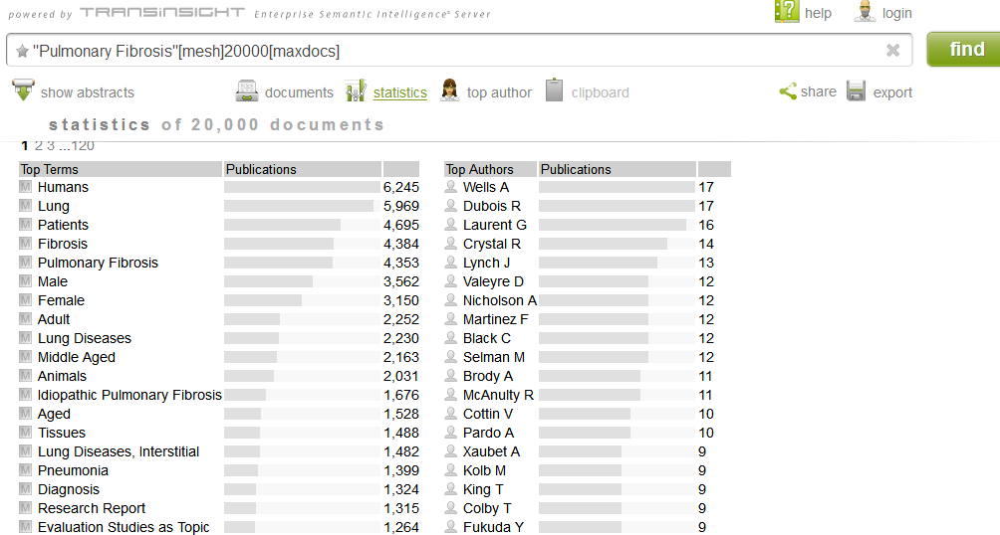 powered by TRANSINSIGHT Enterprise Semantic Intelligence® Server
help login
"Pulmonary Fibrosis"[mesh]20000[maxdocs]
find
show abstracts documents statistics top author clipboard share export
statistics of 20,000 documents
1 2 3 ...120
Top Terms Publications
Humans 6,245
Lung 5,969
Patients 4,695
Fibrosis 4,384
Pulmonary Fibrosis 4,353
Male 3,562
Female 3,150
Adult 2,252
Lung Diseases 2,230
Middle Aged 2,163
Animals 2,031
Idiopathic Pulmonary Fibrosis 1,676
Aged 1,528
Tissues 1,488
Lung Diseases, Interstitial 1,482
Pneumonia 1,399
Diagnosis 1,324
Research Report 1,315
Evaluation Studies as Topic 1,264
Top Authors Publications
Wells A 17
Dubois R 17
Laurent G 16
Crystal R 14
Lynch J 13
Valeyre D 12
Nicholson A 12
Martinez F 12
Black C 12
Selman M 12
Brody A 11
McAnulty R 11
Cottin V 10
Pardo A 10
Xaubet A 9
Kolb M 9
King T 9
Colby T 9
Fukuda Y 9